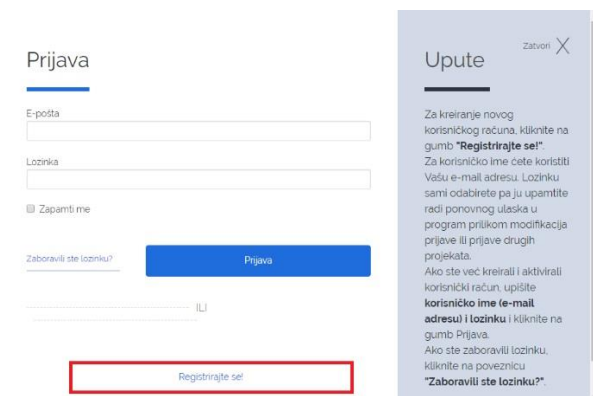 Prijava
E-pošta
Lozinka
Zapamti me
Zaboravili ste lozinku?
Prijava
ILI
Registrirajte se!
Zatvori X
Upute
Za kreiranje novog
korisničkog računa, kliknite na
gumb "Registrirajte se!".
Za korisničko ime ćete koristiti
Vašu e-mail adresu. Lozinku
sami odabirete pa ju upamtite
radi ponovnog ulaska u
program prilikom modifikacija
prijave ili prijave drugih
projekata.
Ako ste već kreirali i aktivirali
korisnički račun, upišite
korisničko ime (e-mail
adresu) i lozinku i kliknite na
gumb Prijava.
Ako ste zaboravili lozinku,
kliknite na poveznicu
"Zaboravili ste lozinku?".